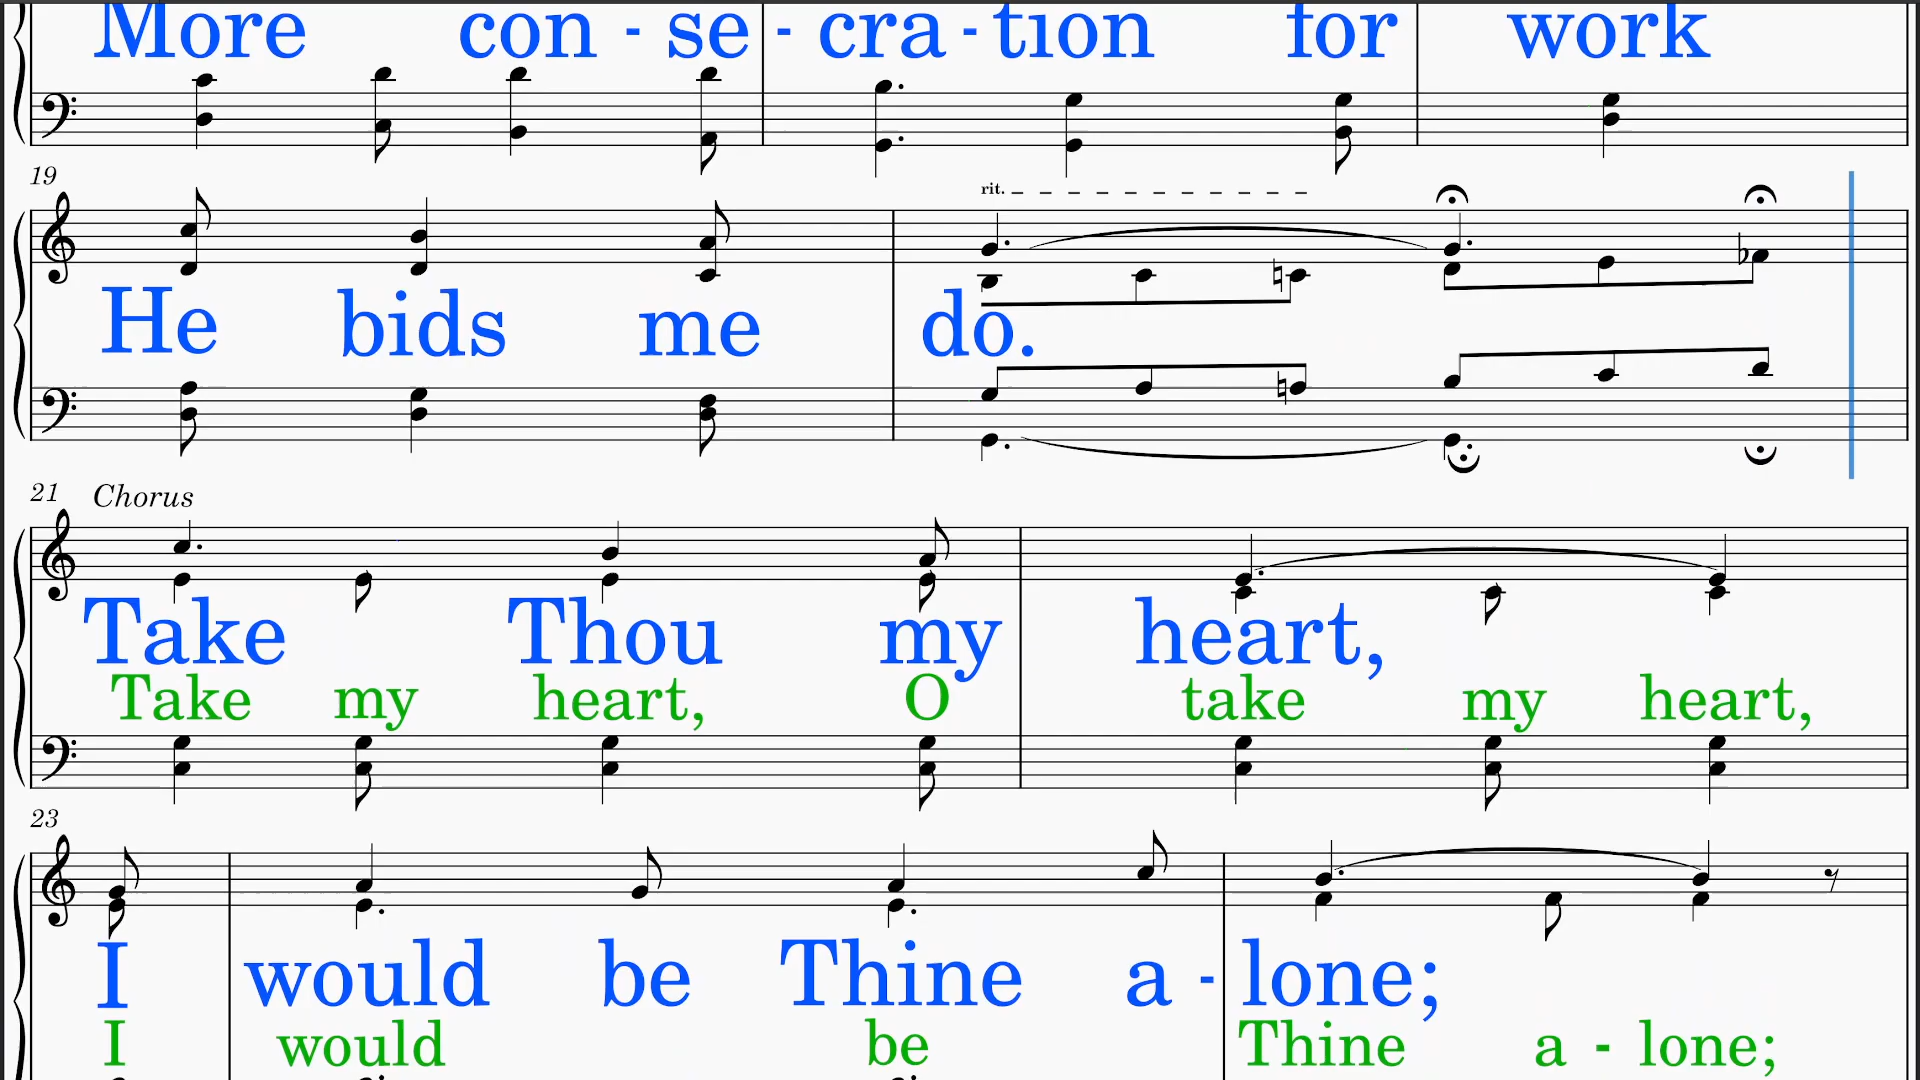 More con - se - cra - tion for work
19
rit.
He bids me do.
21 Chorus
Take Thou my heart,
Take my heart, O take my heart,
23
I would be Thine a - lone;
I would be Thine a - lone;